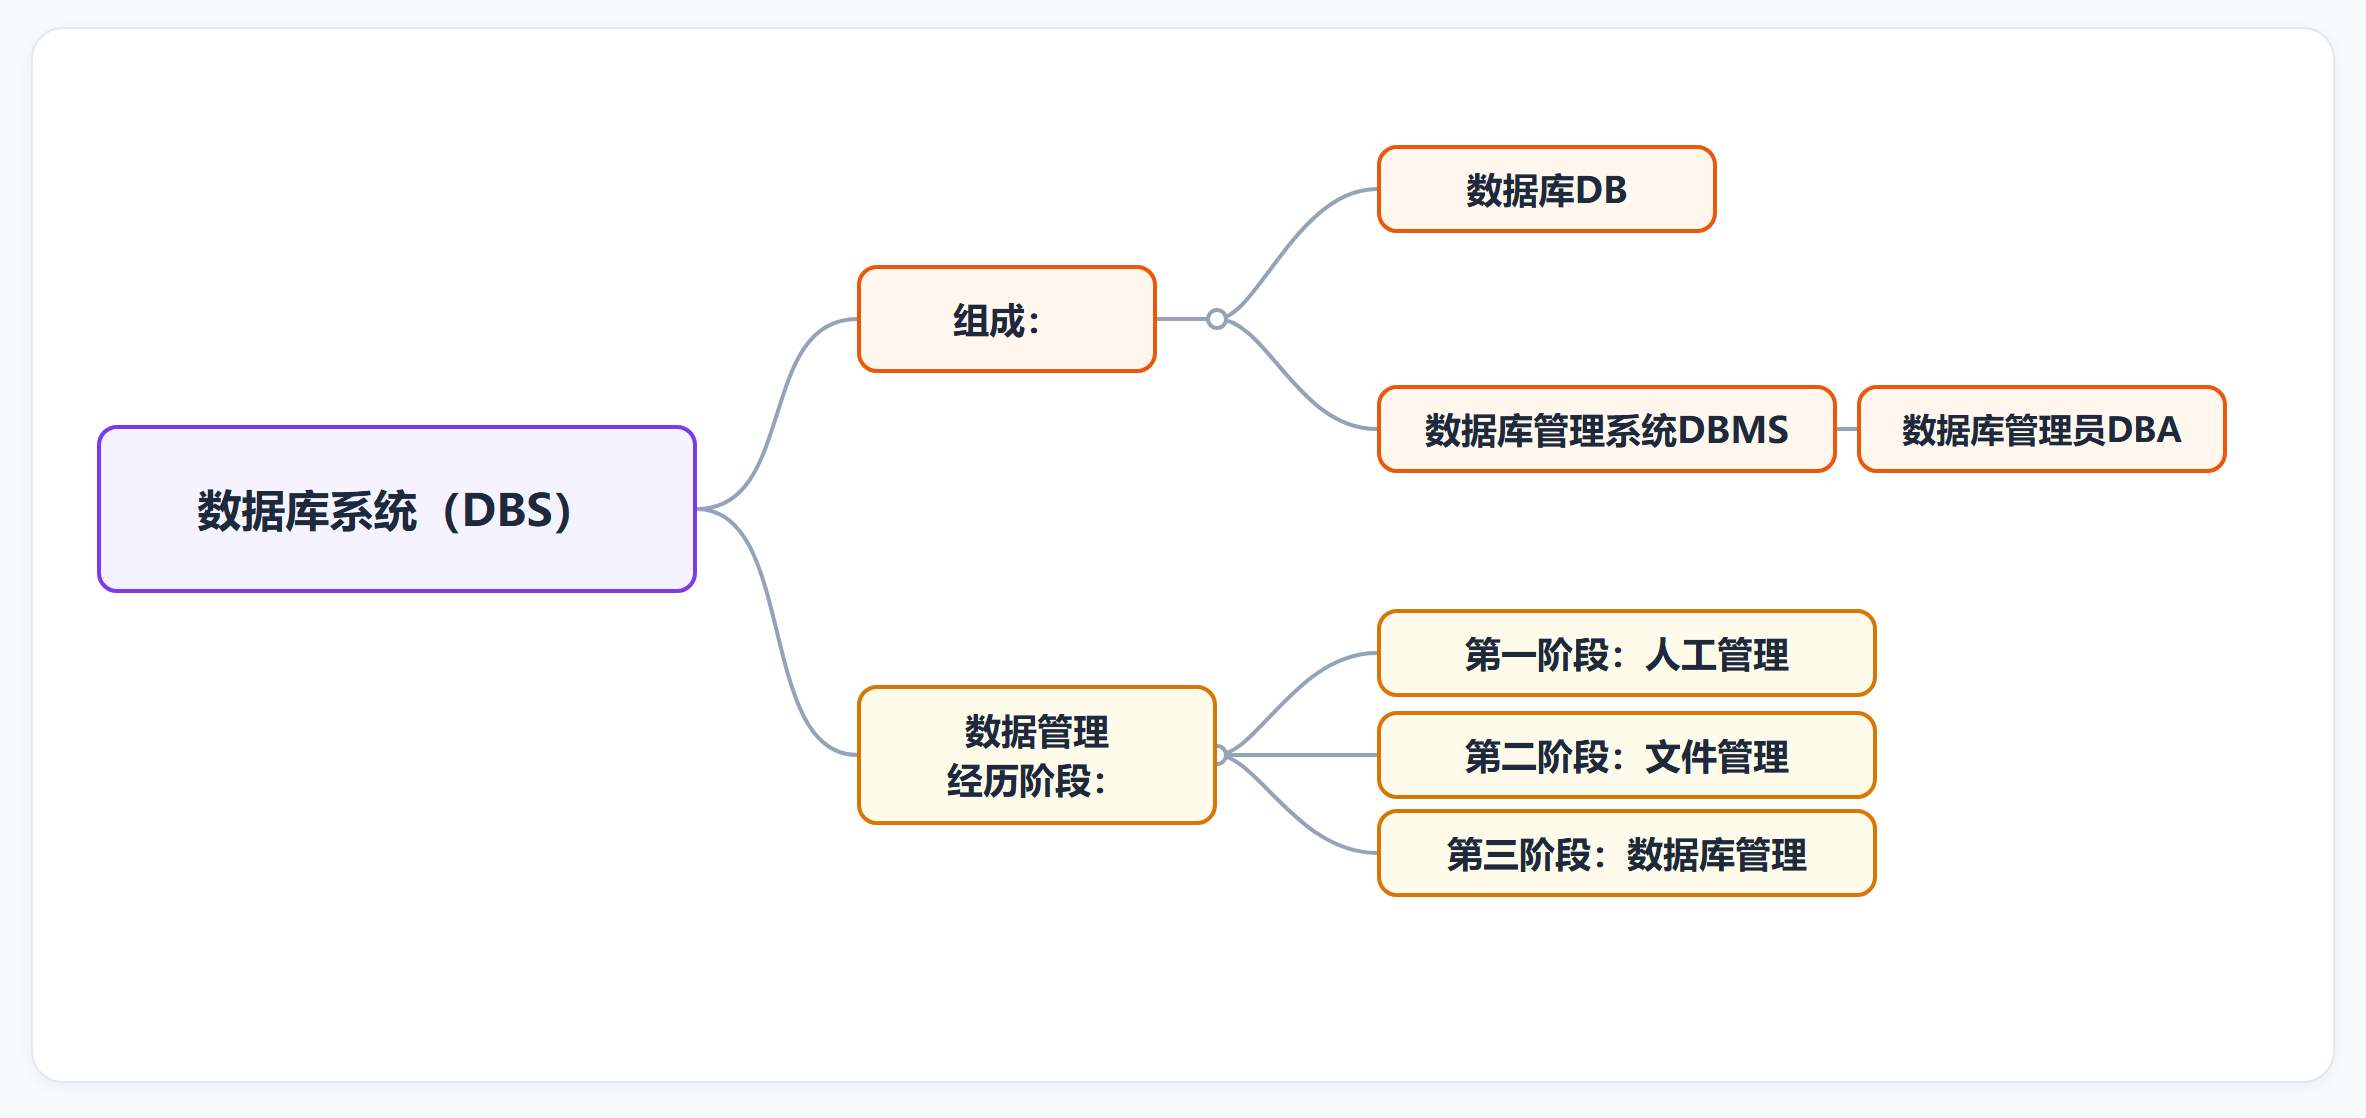 数据库系统（DBS）
组成：
数据库DB
数据库管理系统DBMS
数据库管理员DBA
数据管理
经历阶段：
第一阶段：人工管理
第二阶段：文件管理
第三阶段：数据库管理